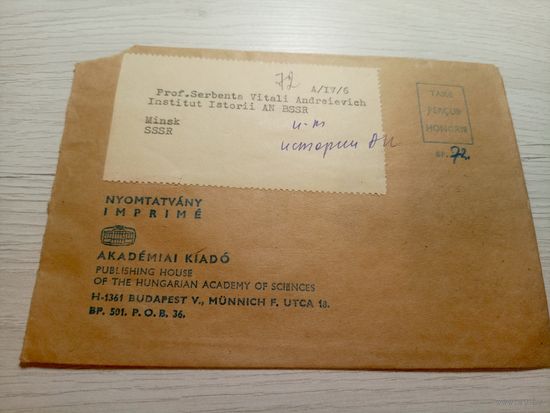 72
A/IV/6
Prof.Serbenta Vitali Andreievich
Institut Istorii AN BSSR
Minsk
SSSR
и-т
истории АН
TAXE
PERÇUE
HONGRIE
BP. 72.
NYOMTATVÁNY
IMPRIMÉ
AKADÉMIAI KIADÓ
PUBLISHING HOUSE
OF THE HUNGARIAN ACADEMY OF SCIENCES
H-1361 BUDAPEST V., MÜNNICH F. UTCA 18.
BP. 501. P. O. B. 36.